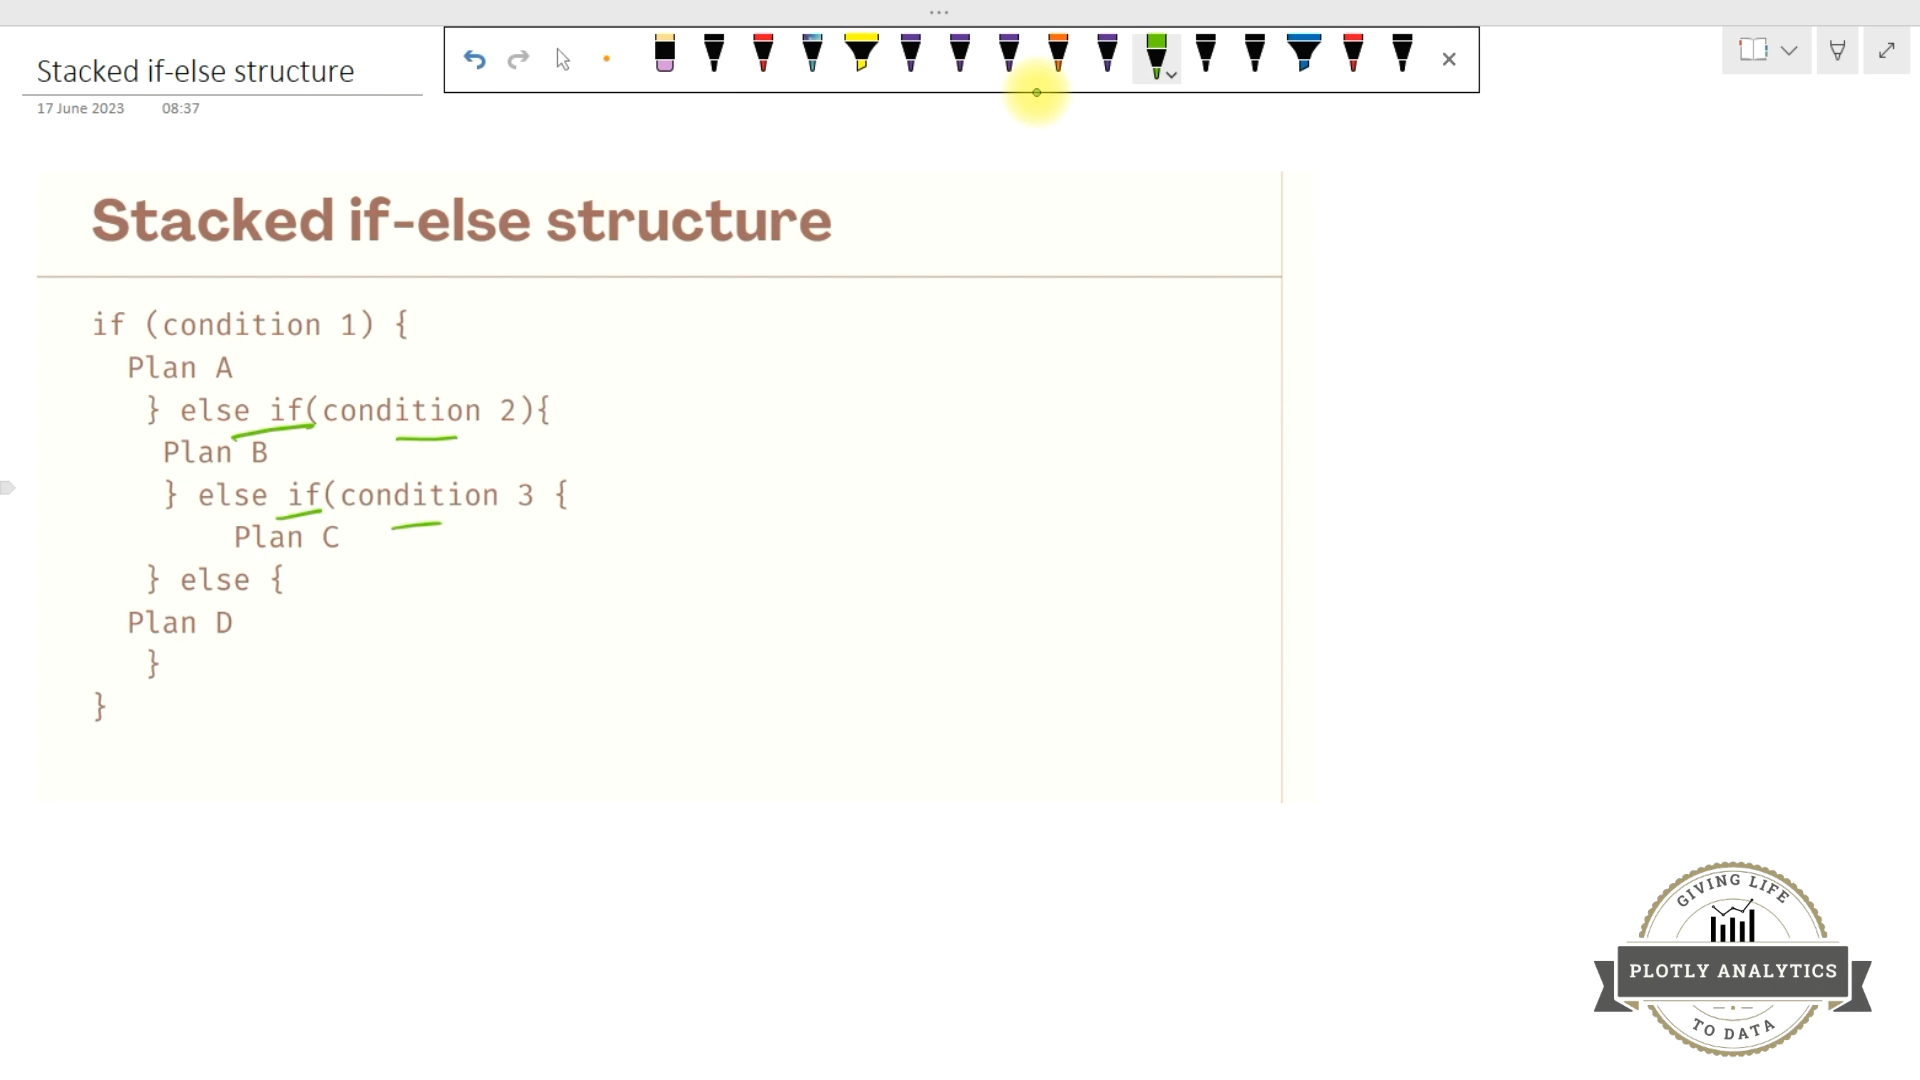 Stacked if-else structure
17 June 2023 08:37
Stacked if-else structure
if (condition 1) {
Plan A
} else if(condition 2){
Plan B
} else if(condition 3 {
Plan C
} else {
Plan D
}
}
GIVING LIFE
PLOTLY ANALYTICS
TO DATA